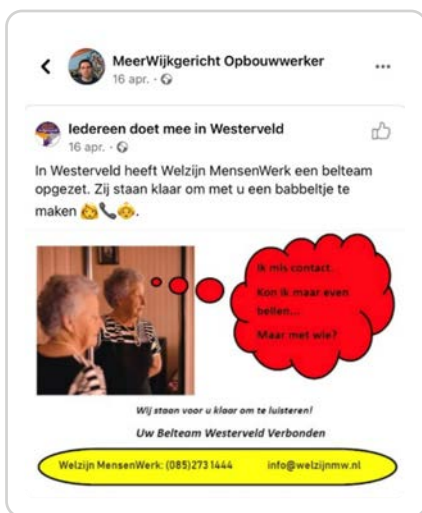 MeerWijkgericht Opbouwwerker
16 apr.
Iedereen doet mee in Westerveld
16 apr.
In Westerveld heeft Welzijn MensenWerk een belteam
opgezet. Zij staan klaar om met u een babbeltje te
maken 👩📞👵.
Ik mis contact.
Kon ik maar even
bellen...
Maar met wie?
Wij staan voor u klaar om te luisteren!
Uw Belteam Westerveld Verbonden
Welzijn MensenWerk: (085)273 1444 info@welzijnmw.nl